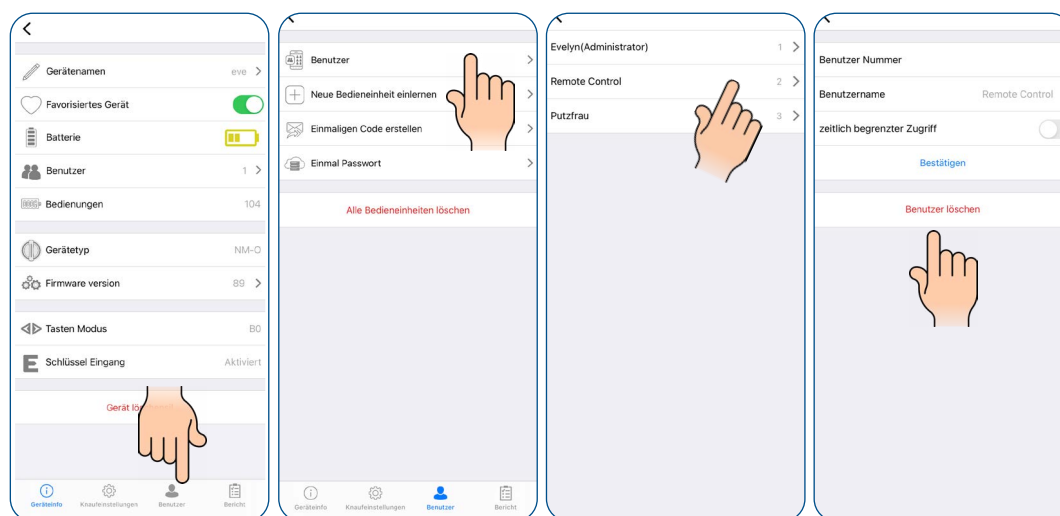 Gerätenamen eve
Favorisiertes Gerät
Batterie
Benutzer 1
Bedienungen 104
Gerätetyp NM-O
Firmware version 89
Tasten Modus B0
Schlüssel Eingang Aktiviert
Gerät
Geräteinfo Knaufeinstellungen Benutzer Bericht
Benutzer
Neue Bedieneinheit einlernen
Einmaligen Code erstellen
Einmal Passwort
Alle Bedieneinheiten löschen
Geräteinfo Knaufeinstellungen Benutzer Bericht
Evelyn(Administrator) 1
Remote Control 2
Putzfrau 3
Benutzer Nummer
Benutzername Remote Control
zeitlich begrenzter Zugriff
Bestätigen
Benutzer löschen